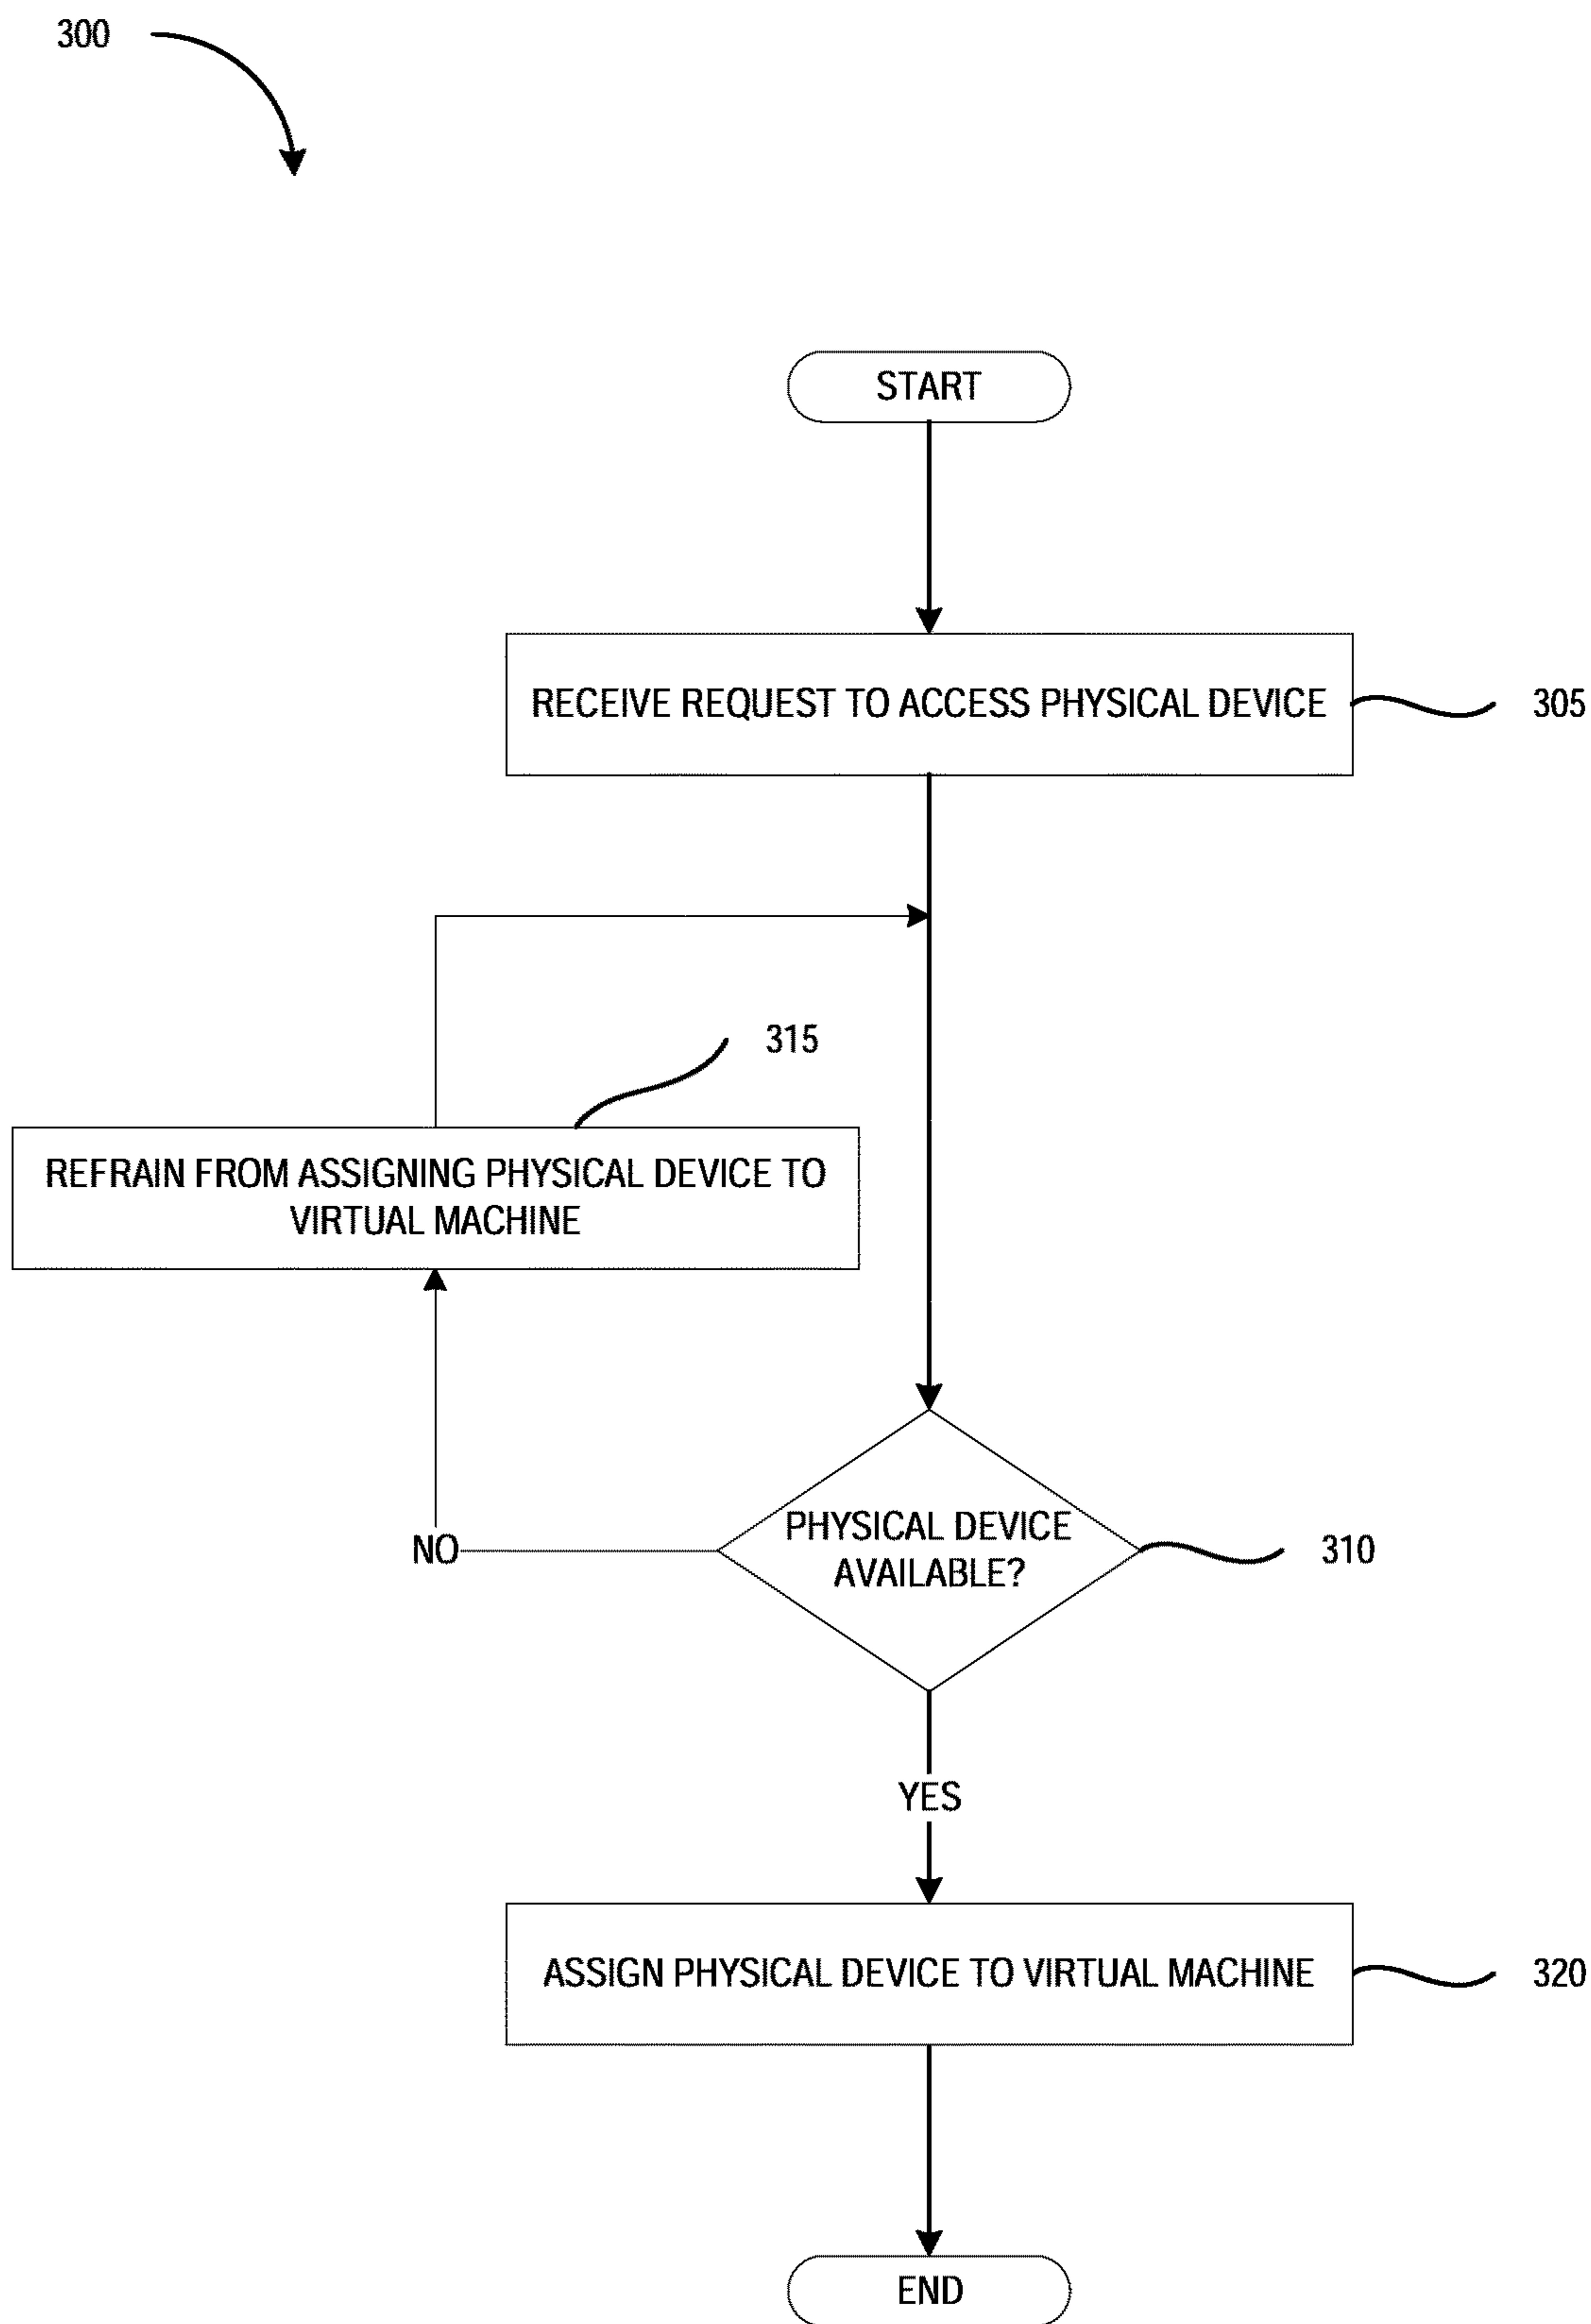 300
START
RECEIVE REQUEST TO ACCESS PHYSICAL DEVICE
305
315
REFRAIN FROM ASSIGNING PHYSICAL DEVICE TO
VIRTUAL MACHINE
PHYSICAL DEVICE
AVAILABLE?
310
NO
YES
ASSIGN PHYSICAL DEVICE TO VIRTUAL MACHINE
320
END